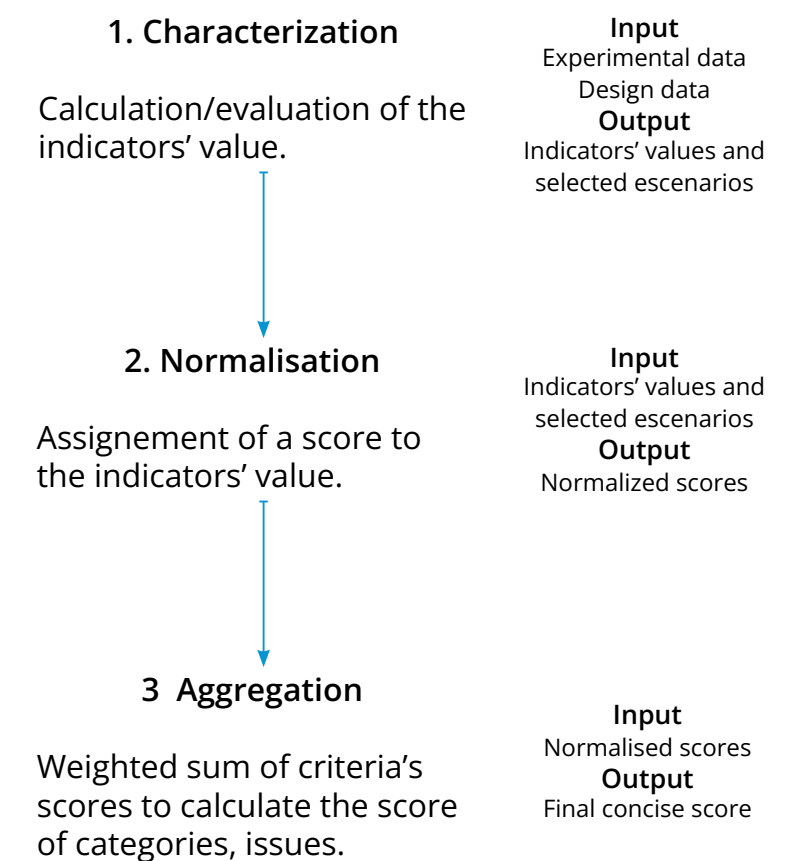 1. Characterization
Calculation/evaluation of the
indicators’ value.
Input
Experimental data
Design data
Output
Indicators’ values and
selected escenarios
2. Normalisation
Assignement of a score to
the indicators’ value.
Input
Indicators’ values and
selected escenarios
Output
Normalized scores
3  Aggregation
Weighted sum of criteria’s
scores to calculate the score
of categories, issues.
Input
Normalised scores
Output
Final concise score